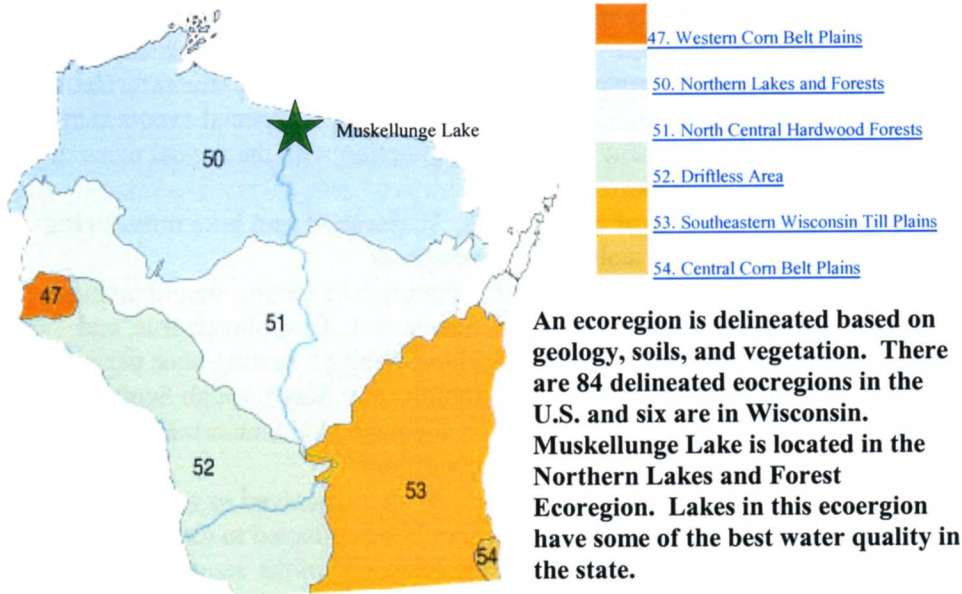 47. Western Corn Belt Plains
50. Northern Lakes and Forests
51. North Central Hardwood Forests
52. Driftless Area
53. Southeastern Wisconsin Till Plains
54. Central Corn Belt Plains
Muskellunge Lake
50
47
51
52
53
54
An ecoregion is delineated based on
geology, soils, and vegetation. There
are 84 delineated eocregions in the
U.S. and six are in Wisconsin.
Muskellunge Lake is located in the
Northern Lakes and Forest
Ecoregion. Lakes in this ecoergion
have some of the best water quality in
the state.